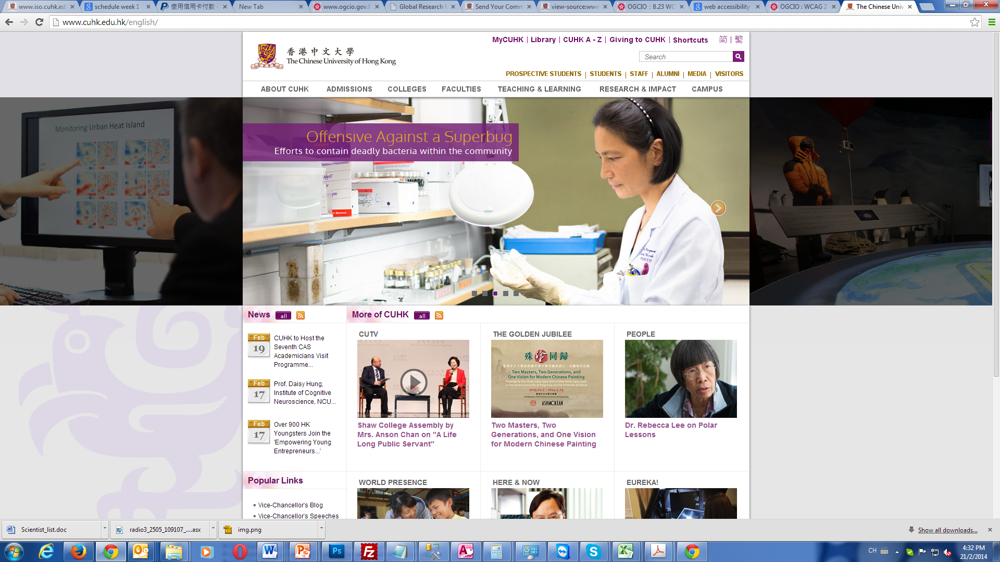 www.iso.cuhk.ed
schedule week 1
使用信用卡付款 -
New Tab
www.ogcio.gov.h
Global Research
Send Your Comm
view-source:www
OGCIO : 8.23 WC
web accessibility
OGCIO : WCAG 2
The Chinese Univ
www.cuhk.edu.hk/english/
MyCUHK | Library | CUHK A - Z | Giving to CUHK | Shortcuts 简 | 繁
香港中文大學
The Chinese University of Hong Kong
Search
PROSPECTIVE STUDENTS | STUDENTS | STAFF | ALUMNI | MEDIA | VISITORS
ABOUT CUHK ADMISSIONS COLLEGES FACULTIES TEACHING & LEARNING RESEARCH & IMPACT CAMPUS
Monitoring Urban Heat Island
Offensive Against a Superbug
Efforts to contain deadly bacteria within the community
News all
More of CUHK all
Feb
19
CUHK to Host the
Seventh CAS
Academicians Visit
Programme...
Feb
17
Prof. Daisy Hung,
Institute of Cognitive
Neuroscience, NCU...
Feb
17
Over 900 HK
Youngsters Join the
'Empowering Young
Entrepreneurs...'
CUTV
Shaw College Assembly by
Mrs. Anson Chan on "A Life
Long Public Servant"
THE GOLDEN JUBILEE
殊塗同歸
Two Masters, Two Generations, and
One Vision for Modern Chinese Painting
2013.12.7—2014.5.15
ASHMOLEAN
Two Masters, Two
Generations, and One Vision
for Modern Chinese Painting
PEOPLE
Dr. Rebecca Lee on Polar
Lessons
Popular Links
Vice-Chancellor's Blog
Vice-Chancellor's Speeches
WORLD PRESENCE
HERE & NOW
EUREKA!
Scientist_list.doc
radio3_2505_109107_....asx
img.png
Show all downloads...
CH
4:32 PM
21/2/2014